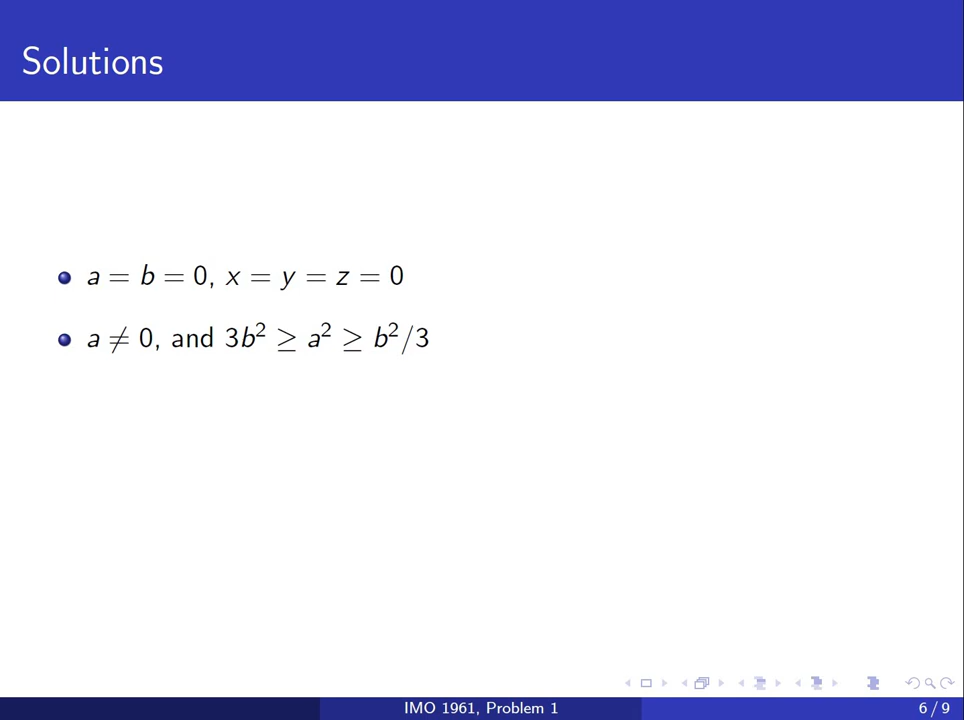 Solutions
a = b = 0, x = y = z = 0
a ≠ 0, and 3b² ≥ a² ≥ b²/3
IMO 1961, Problem 1
6 / 9